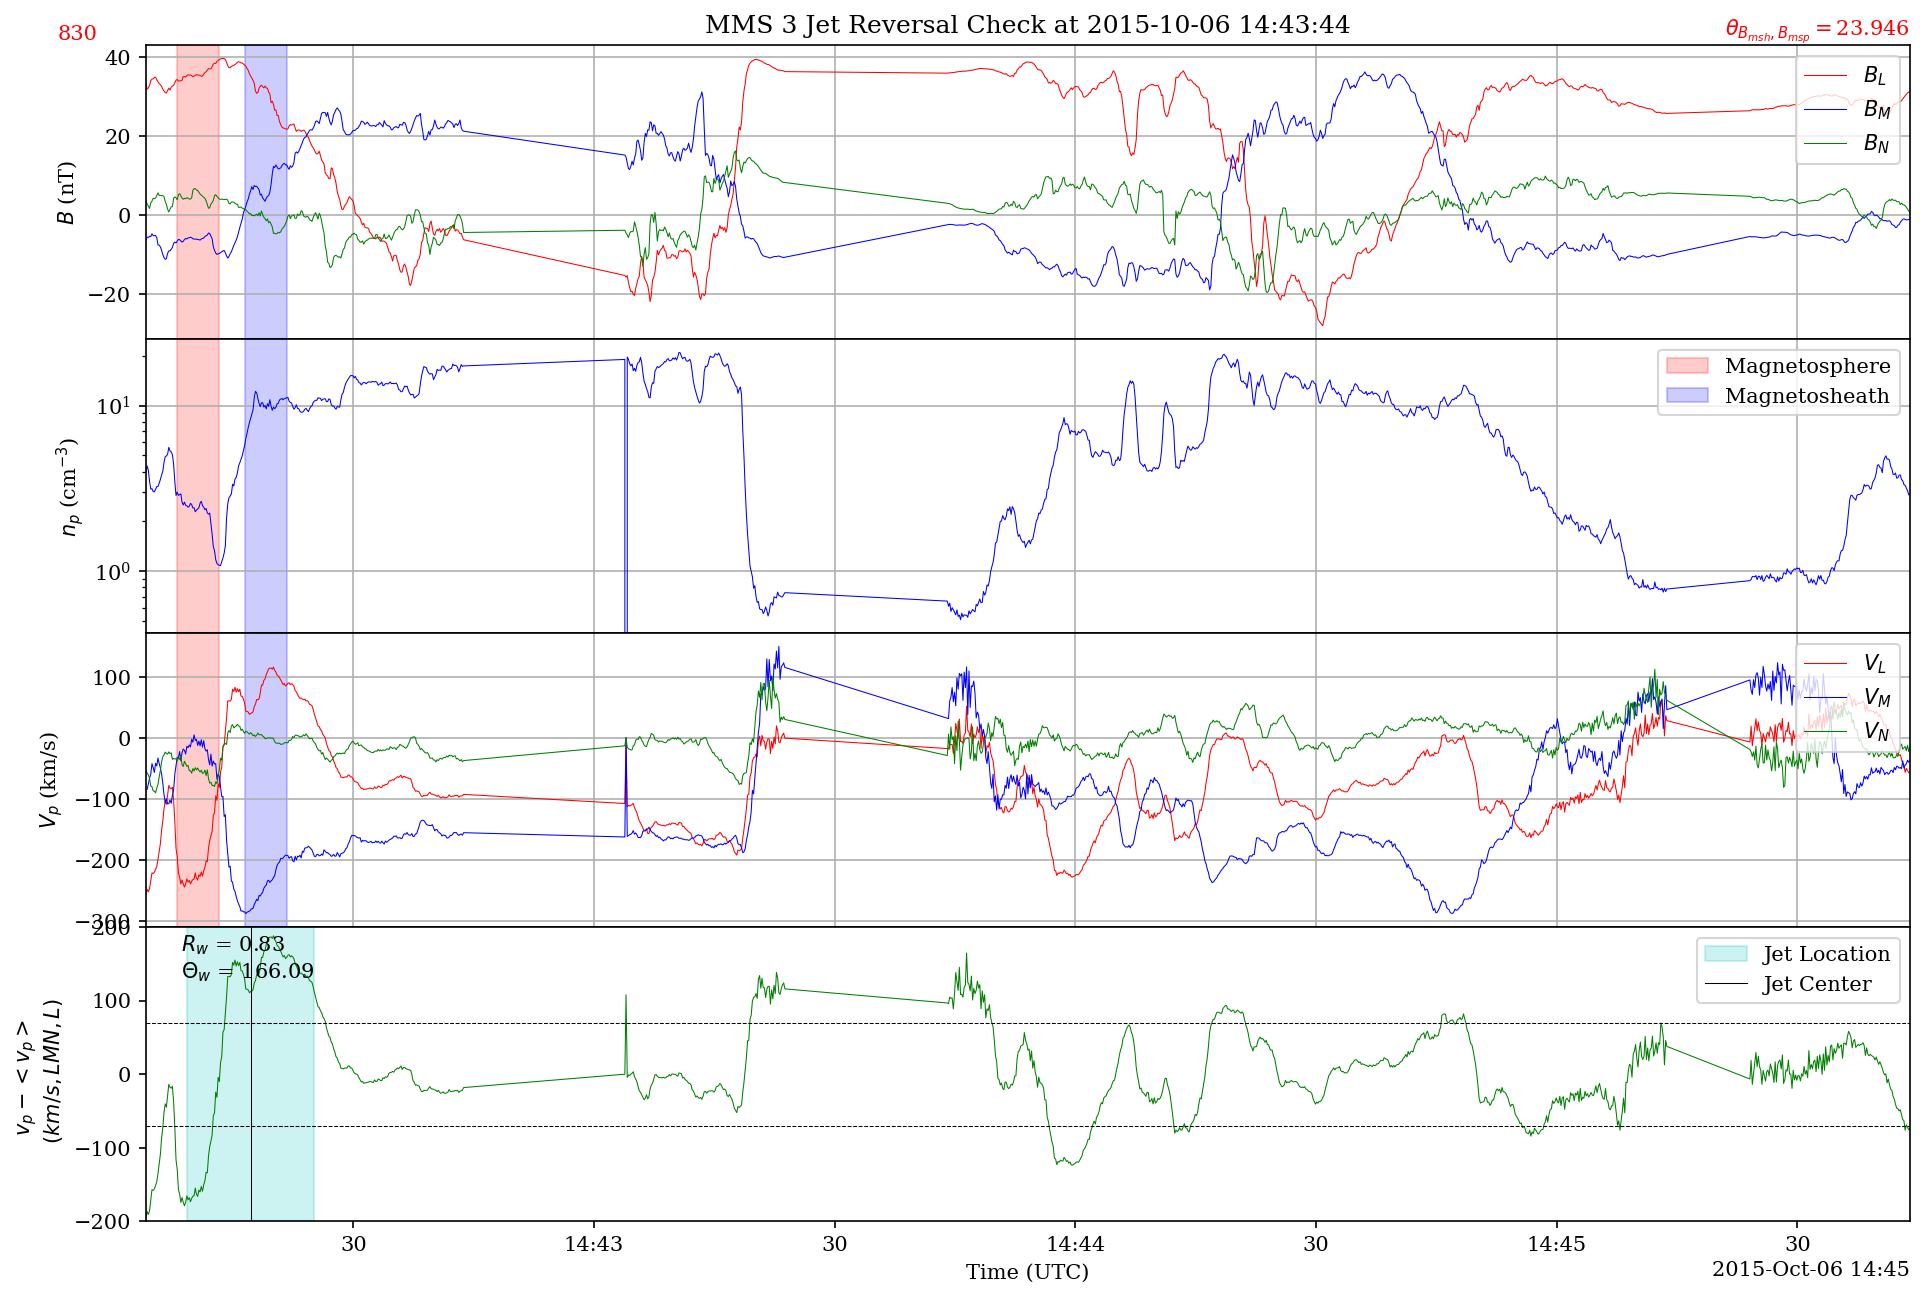 MMS 3 Jet Reversal Check at 2015-10-06 14:43:44
830
θ_{B_{msh}, B_{msp}} = 23.946
40
20
0
−20
B (nT)
B_L
B_M
B_N
10^1
10^0
n_p (cm^{−3})
Magnetosphere
Magnetosheath
100
0
−100
−200
−300
V_p (km/s)
V_L
V_M
V_N
200
100
0
−100
−200
v_p − <v_p>
(km/s, LMN, L)
R_w = 0.83
Θ_w = 166.09
Jet Location
Jet Center
30
14:43
30
14:44
30
14:45
30
Time (UTC)
2015-Oct-06 14:45